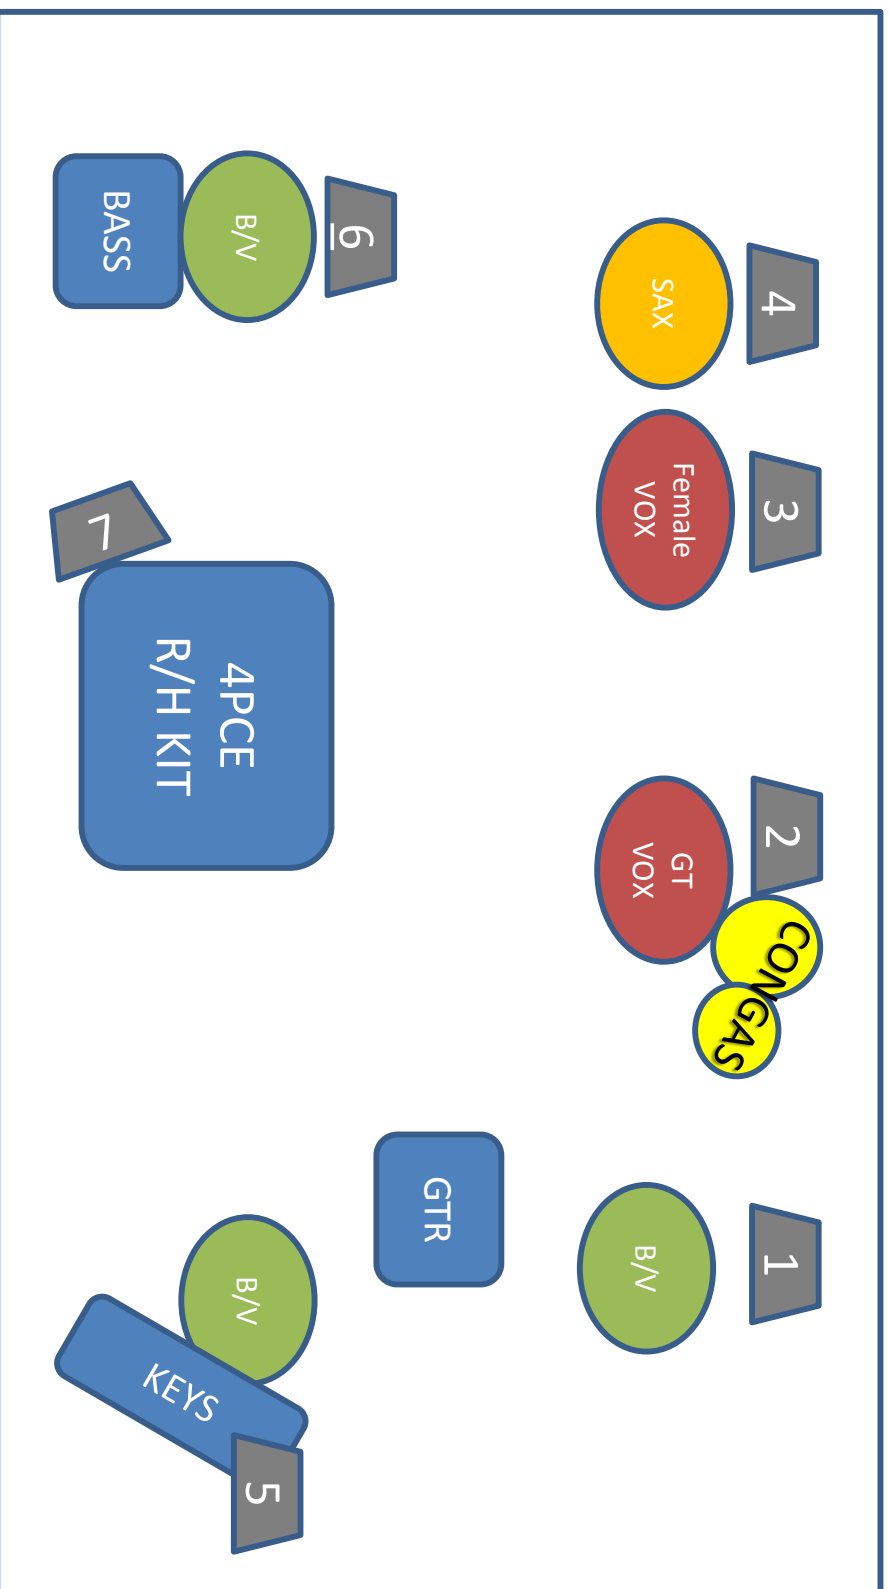 4
3
2
1
CONGAS
SAX
Female
VOX
GT
VOX
B/V
GTR
6
B/V
BASS
4PCE
R/H KIT
7
B/V
KEYS
5